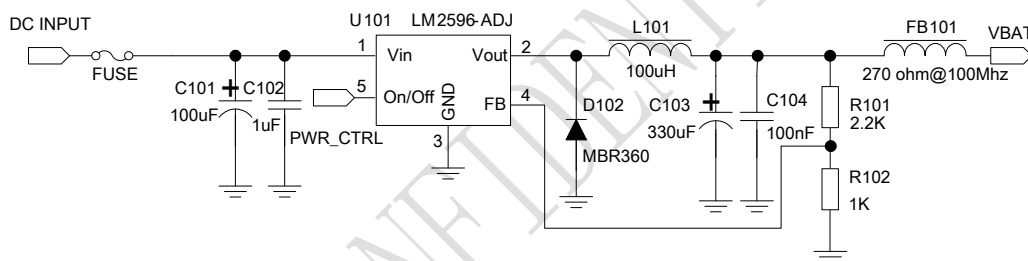 DC INPUT
FUSE
C101
100uF
+
C102
1uF
PWR_CTRL
U101 LM2596-ADJ
1
Vin
Vout
2
5
On/Off
GND
FB
4
3
D102
MBR360
L101
100uH
C103
330uF
+
C104
100nF
FB101
270 ohm@100Mhz
VBAT
R101
2.2K
R102
1K
NFIDENT